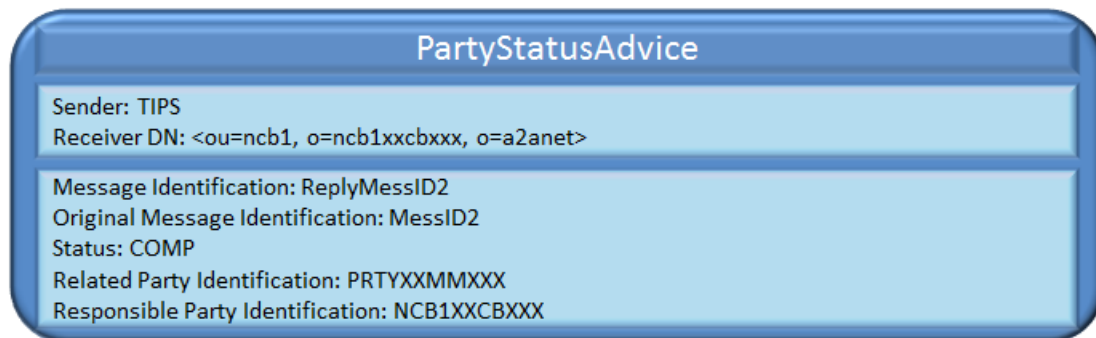 PartyStatusAdvice
Sender: TIPS
Receiver DN: <ou=ncb1, o=ncb1xxcbxxx, o=a2anet>
Message Identification: ReplyMessID2
Original Message Identification: MessID2
Status: COMP
Related Party Identification: PRTYXXMMXXX
Responsible Party Identification: NCB1XXCBXXX